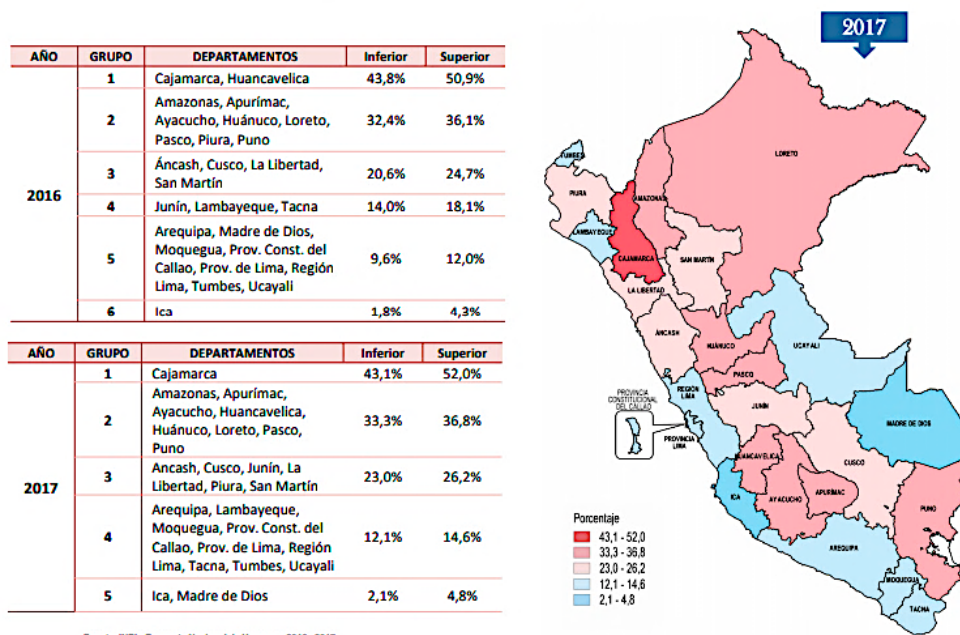 AÑO GRUPO DEPARTAMENTOS Inferior Superior
2016
1 Cajamarca, Huancavelica 43,8% 50,9%
2 Amazonas, Apurímac,
Ayacucho, Huánuco, Loreto,
Pasco, Piura, Puno 32,4% 36,1%
3 Áncash, Cusco, La Libertad,
San Martín 20,6% 24,7%
4 Junín, Lambayeque, Tacna 14,0% 18,1%
5 Arequipa, Madre de Dios,
Moquegua, Prov. Const. del
Callao, Prov. de Lima, Región
Lima, Tumbes, Ucayali 9,6% 12,0%
6 Ica 1,8% 4,3%
AÑO GRUPO DEPARTAMENTOS Inferior Superior
2017
1 Cajamarca 43,1% 52,0%
2 Amazonas, Apurímac,
Ayacucho, Huancavelica,
Huánuco, Loreto, Pasco,
Puno 33,3% 36,8%
3 Ancash, Cusco, Junín, La
Libertad, Piura, San Martín 23,0% 26,2%
4 Arequipa, Lambayeque,
Moquegua, Prov. Const. del
Callao, Prov. de Lima, Región
Lima, Tacna, Tumbes, Ucayali 12,1% 14,6%
5 Ica, Madre de Dios 2,1% 4,8%
2017
TUMBES
LORETO
PIURA
AMAZONAS
LAMBAYEQUE
CAJAMARCA
SAN MARTÍN
LA LIBERTAD
ÁNCASH
HUÁNUCO
UCAYALI
PASCO
REGIÓN
LIMA
PROVINCIA
CONSTITUCIONAL
DEL CALLAO
JUNÍN
MADRE DE DIOS
PROVINCIA
LIMA
HUANCAVELICA
CUSCO
ICA
AYACUCHO
APURÍMAC
PUNO
AREQUIPA
MOQUEGUA
TACNA
Porcentaje
43,1 - 52,0
33,3 - 36,8
23,0 - 26,2
12,1 - 14,6
2,1 - 4,8